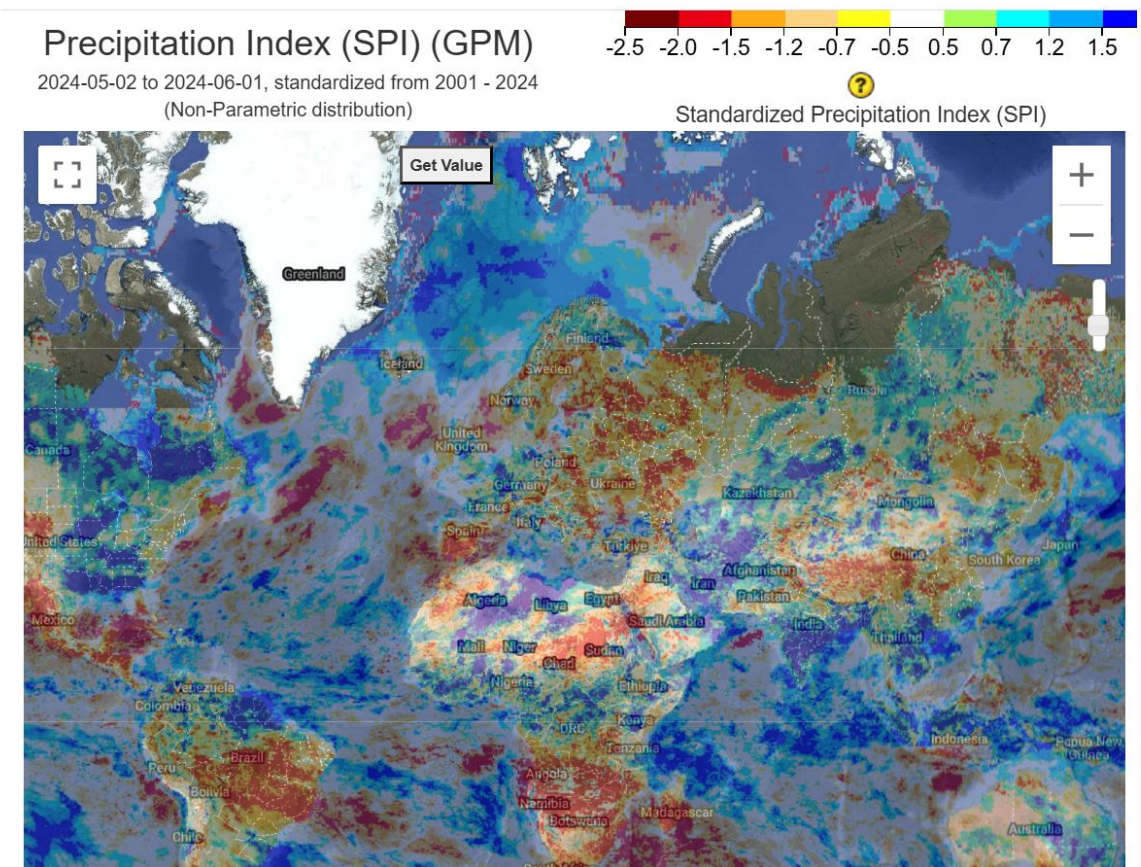 Precipitation Index (SPI) (GPM)
2024-05-02 to 2024-06-01, standardized from 2001 - 2024
(Non-Parametric distribution)
-2.5 -2.0 -1.5 -1.2 -0.7 -0.5 0.5 0.7 1.2 1.5
?
Standardized Precipitation Index (SPI)
Get Value
+
−
Greenland
Finland
Iceland
Sweden
Russia
Norway
United
Kingdom
Canada
Poland
Germany
Ukraine
Kazakhstan
Mongolia
France
Italy
Spain
United States
Türkiye
China
South Korea
Japan
Afghanistan
Iraq
Iran
Pakistan
Algeria
Libya
Egypt
Saudi Arabia
Mexico
India
Thailand
Mali
Niger
Chad
Sudan
Nigeria
Ethiopia
Venezuela
Colombia
Kenya
DRC
Indonesia
Papua New
Guinea
Tanzania
Brazil
Peru
Angola
Bolivia
Namibia
Botswana
Madagascar
Chile
Australia